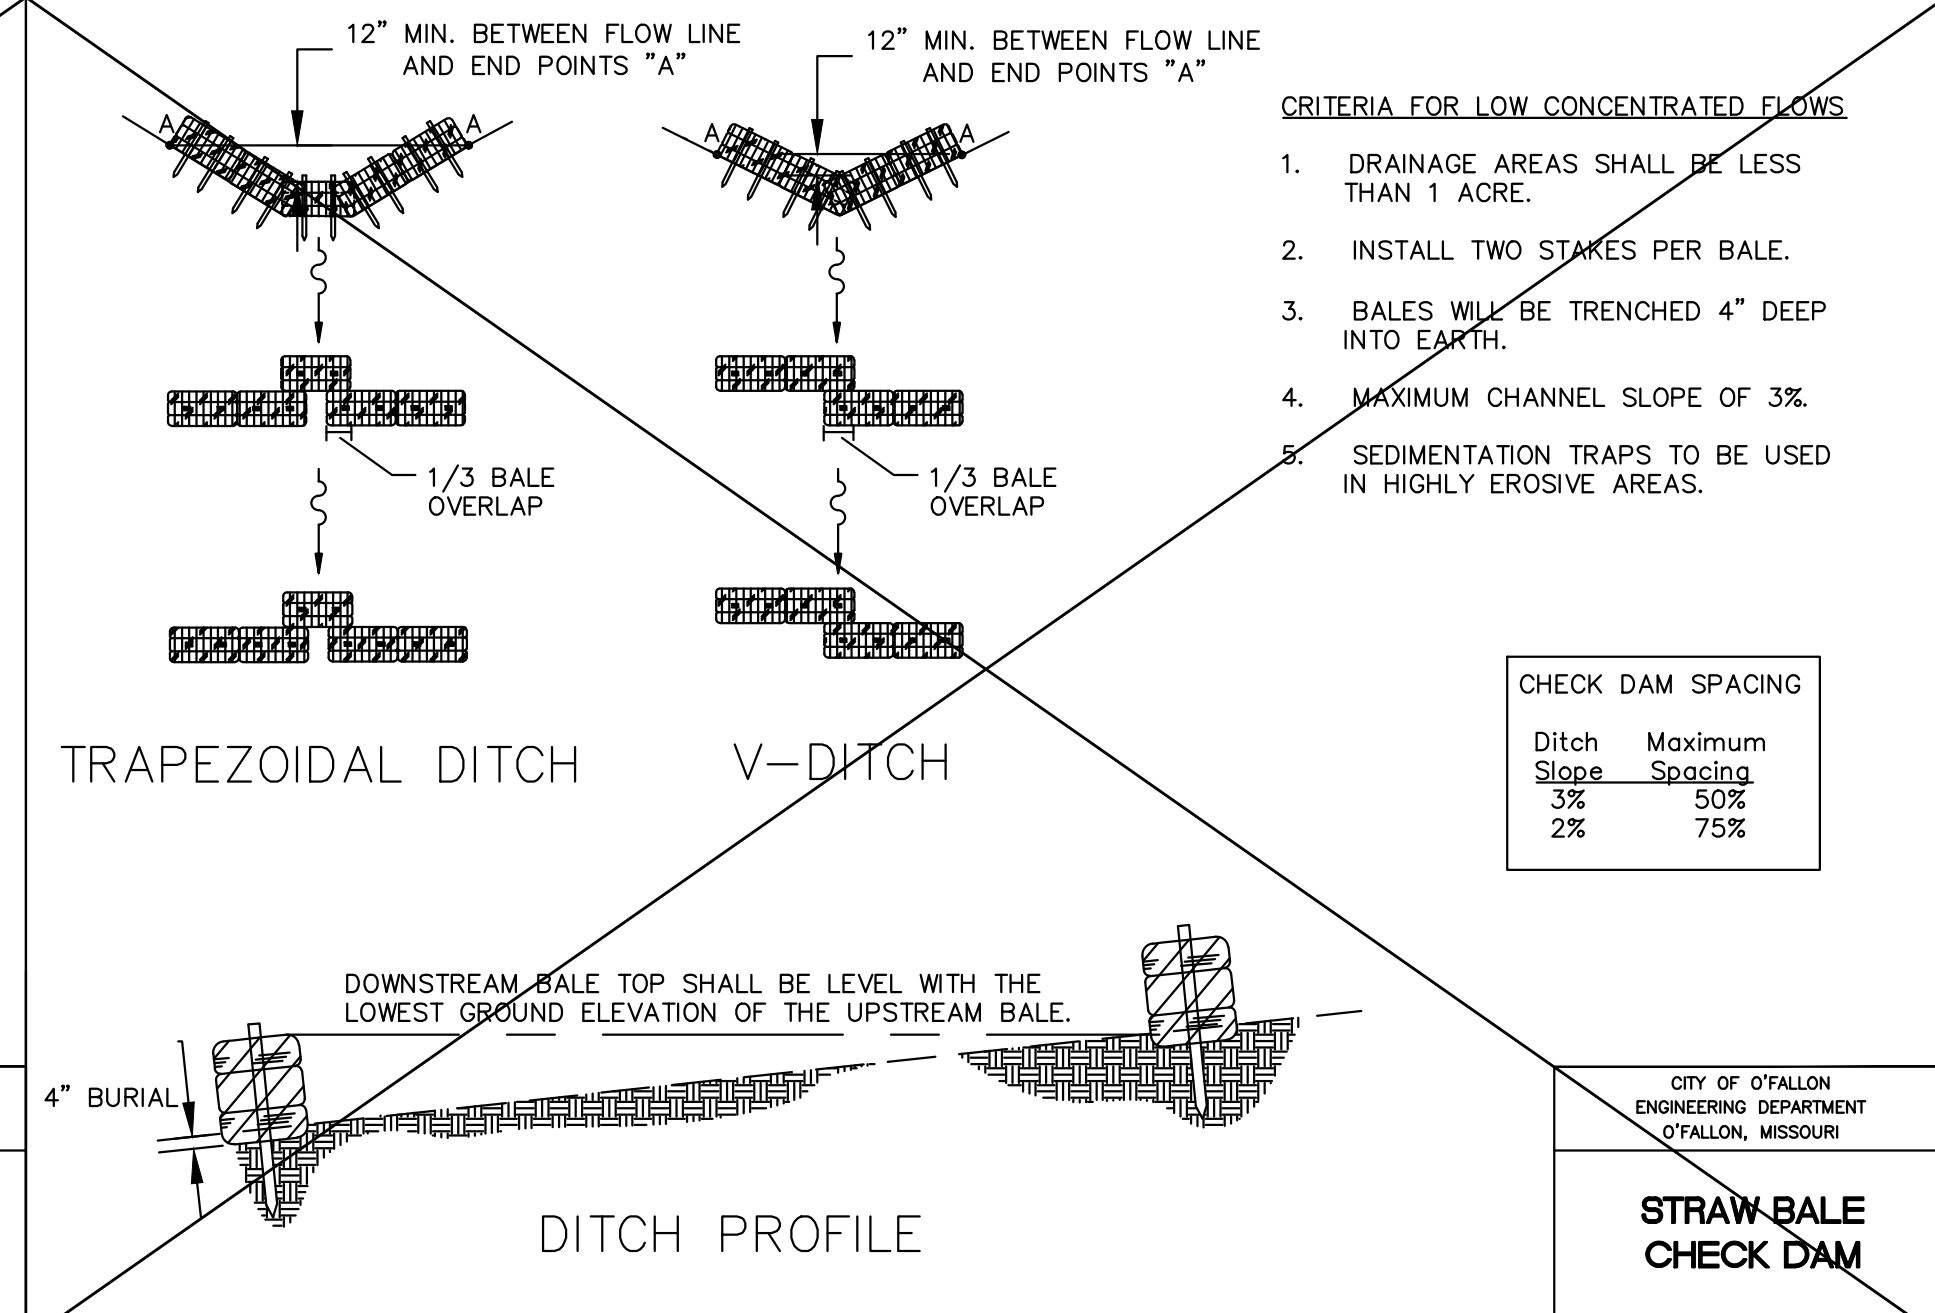 12” MIN. BETWEEN FLOW LINE
AND END POINTS ”A”
A
A
12” MIN. BETWEEN FLOW LINE
AND END POINTS ”A”
A
A
1/3 BALE
OVERLAP
1/3 BALE
OVERLAP
TRAPEZOIDAL DITCH
V-DITCH
CRITERIA FOR LOW CONCENTRATED FLOWS
1. DRAINAGE AREAS SHALL BE LESS
THAN 1 ACRE.
2. INSTALL TWO STAKES PER BALE.
3. BALES WILL BE TRENCHED 4” DEEP
INTO EARTH.
4. MAXIMUM CHANNEL SLOPE OF 3%.
5. SEDIMENTATION TRAPS TO BE USED
IN HIGHLY EROSIVE AREAS.
CHECK DAM SPACING
Ditch Maximum
Slope Spacing
3% 50%
2% 75%
DOWNSTREAM BALE TOP SHALL BE LEVEL WITH THE
LOWEST GROUND ELEVATION OF THE UPSTREAM BALE.
4” BURIAL
DITCH PROFILE
CITY OF O'FALLON
ENGINEERING DEPARTMENT
O'FALLON, MISSOURI
STRAW BALE
CHECK DAM